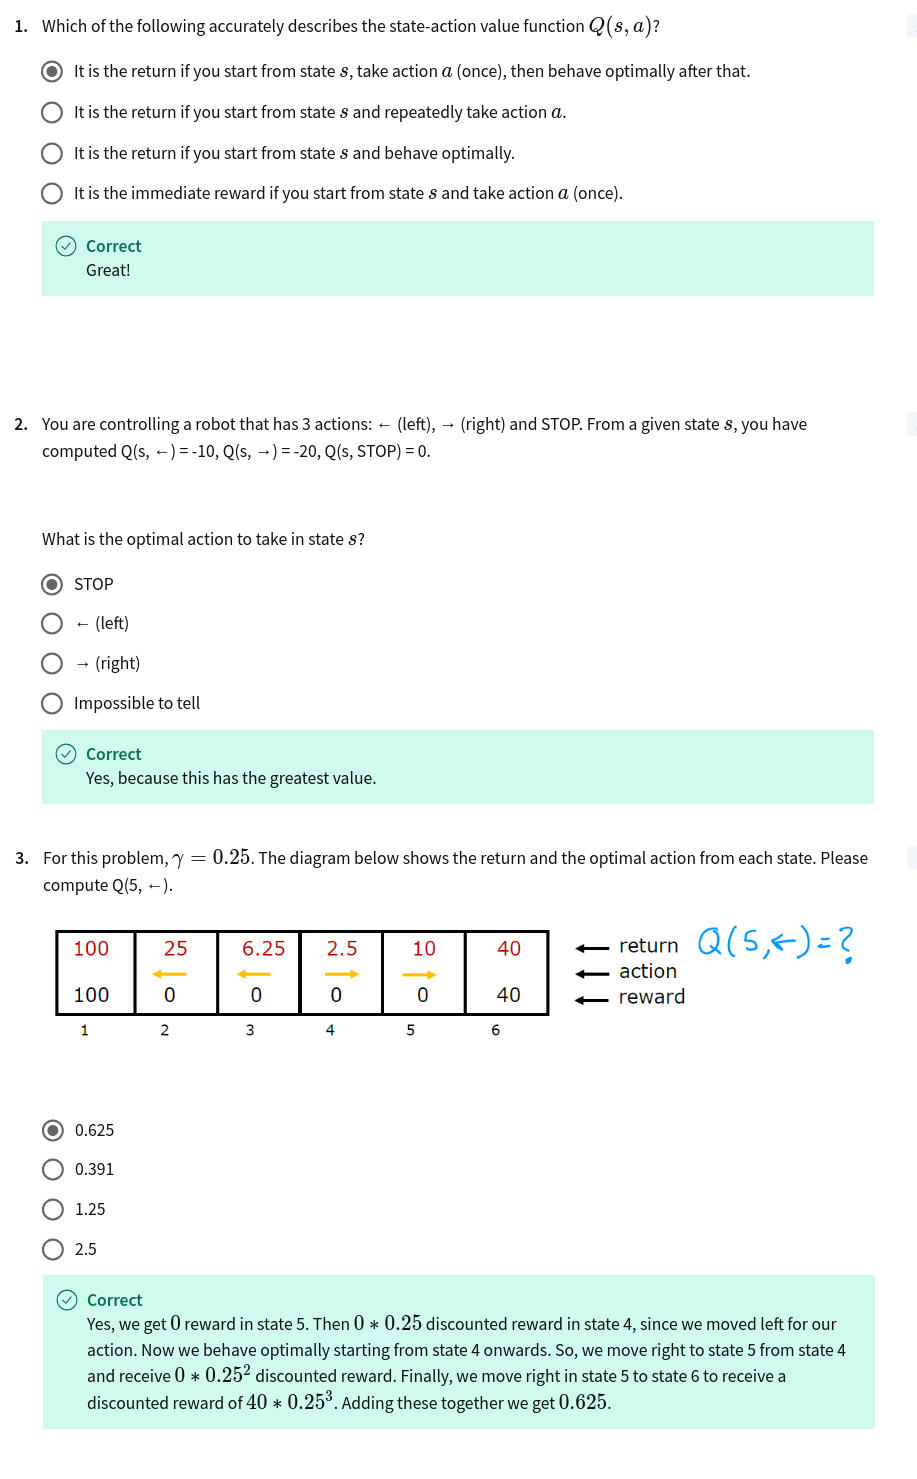 1. Which of the following accurately describes the state-action value function Q(s, a)?
It is the return if you start from state s, take action a (once), then behave optimally after that.
It is the return if you start from state s and repeatedly take action a.
It is the return if you start from state s and behave optimally.
It is the immediate reward if you start from state s and take action a (once).
Correct
Great!
2. You are controlling a robot that has 3 actions: ← (left), → (right) and STOP. From a given state s, you have
computed Q(s, ←) = -10, Q(s, →) = -20, Q(s, STOP) = 0.
What is the optimal action to take in state s?
STOP
← (left)
→ (right)
Impossible to tell
Correct
Yes, because this has the greatest value.
3. For this problem, γ = 0.25. The diagram below shows the return and the optimal action from each state. Please
compute Q(5, ←).
100 25 6.25 2.5 10 40 ← return Q(5,←)=?
← ← → → ← action
100 0 0 0 0 40 ← reward
1 2 3 4 5 6
0.625
0.391
1.25
2.5
Correct
Yes, we get 0 reward in state 5. Then 0 * 0.25 discounted reward in state 4, since we moved left for our
action. Now we behave optimally starting from state 4 onwards. So, we move right to state 5 from state 4
and receive 0 * 0.25² discounted reward. Finally, we move right in state 5 to state 6 to receive a
discounted reward of 40 * 0.25³. Adding these together we get 0.625.